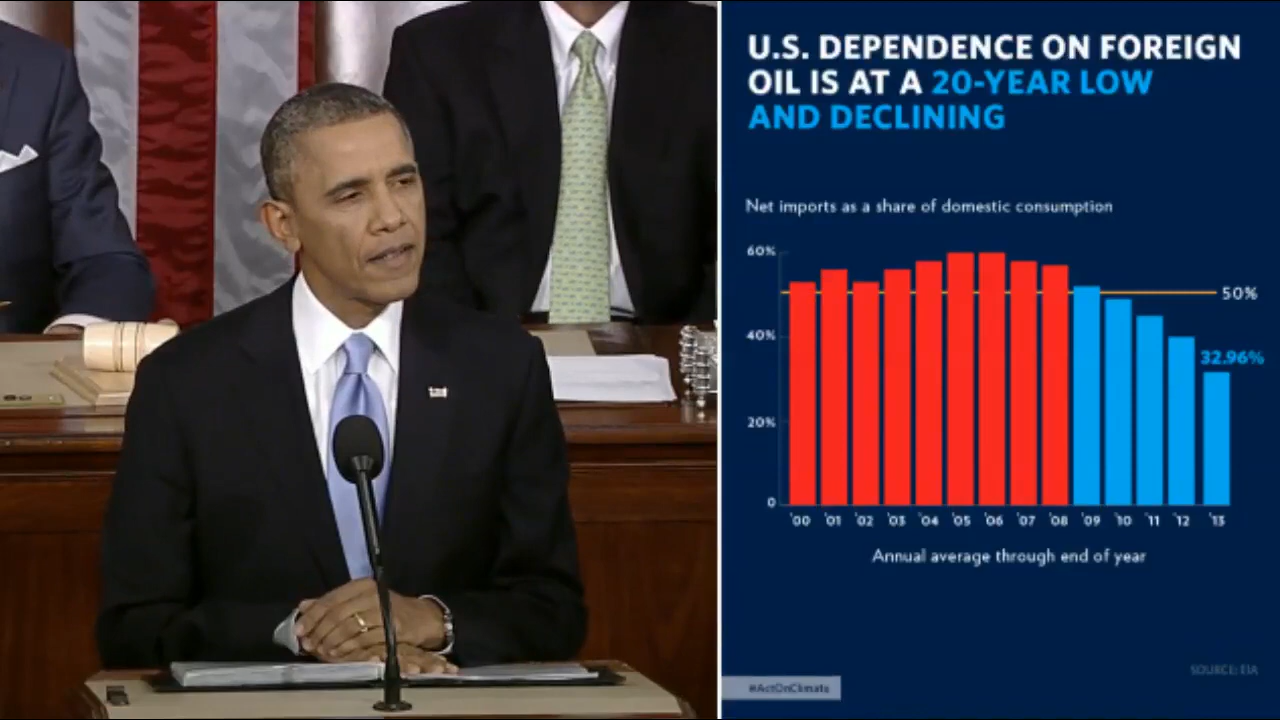 U.S. DEPENDENCE ON FOREIGN
OIL IS AT A 20-YEAR LOW
AND DECLINING
Net imports as a share of domestic consumption
60%
50%
40%
32.96%
20%
0
'00 '01 '02 '03 '04 '05 '06 '07 '08 '09 '10 '11 '12 '13
Annual average through end of year
SOURCE: EIA
#ActOnClimate